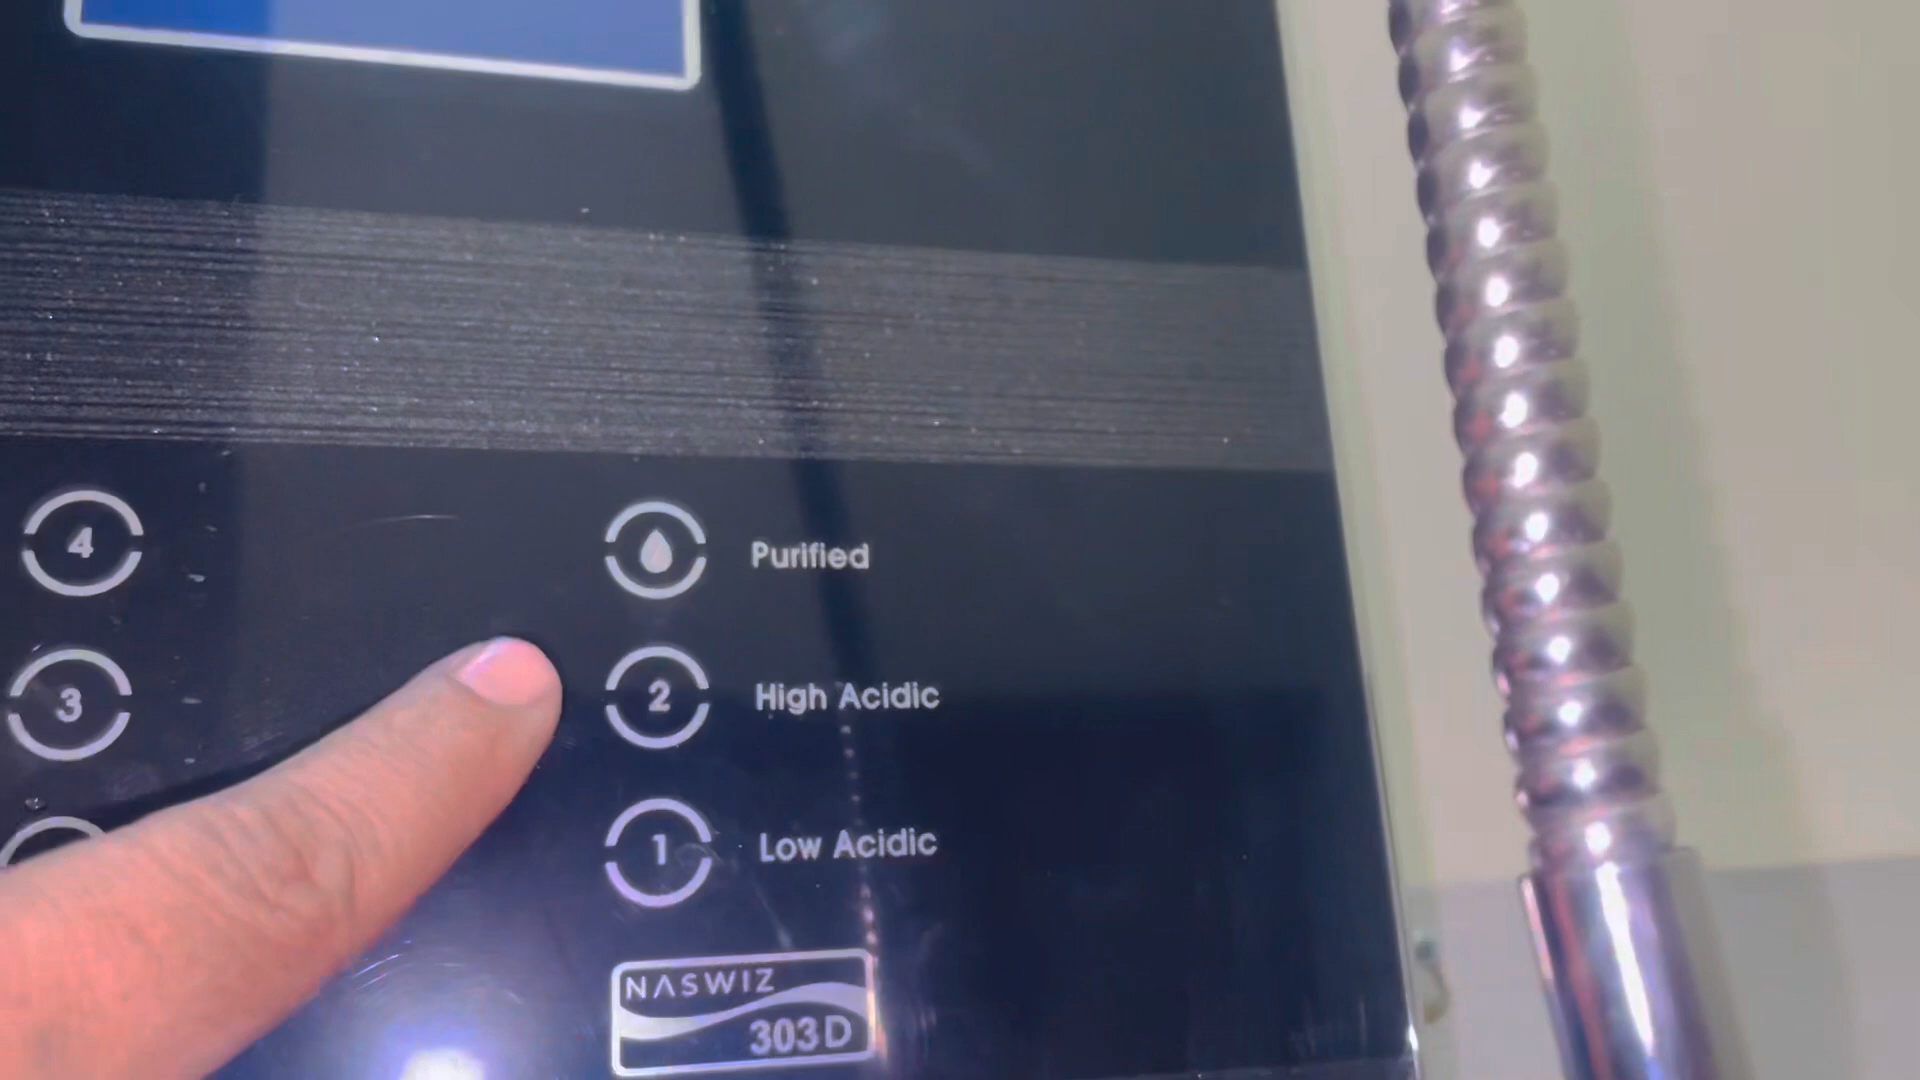 4
Purified
3
2
High Acidic
1
Low Acidic
NASWIZ
303D